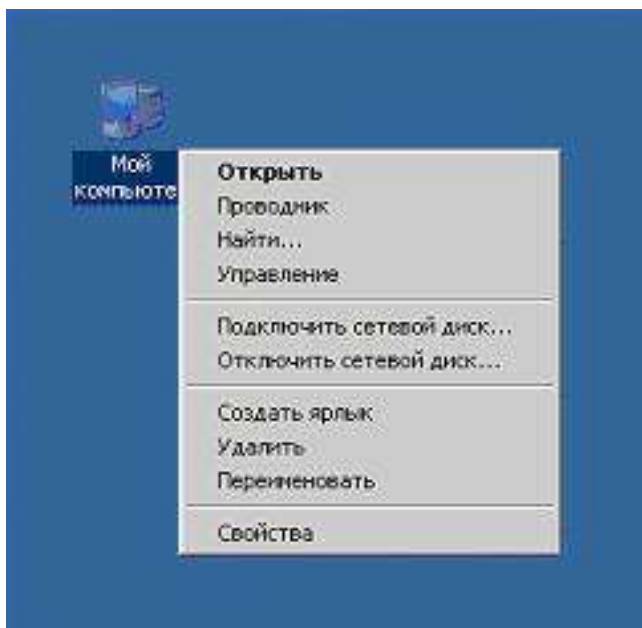 Мой
компьюте
Открыть
Проводник
Найти...
Управление
Подключить сетевой диск...
Отключить сетевой диск...
Создать ярлык
Удалить
Переименовать
Свойства